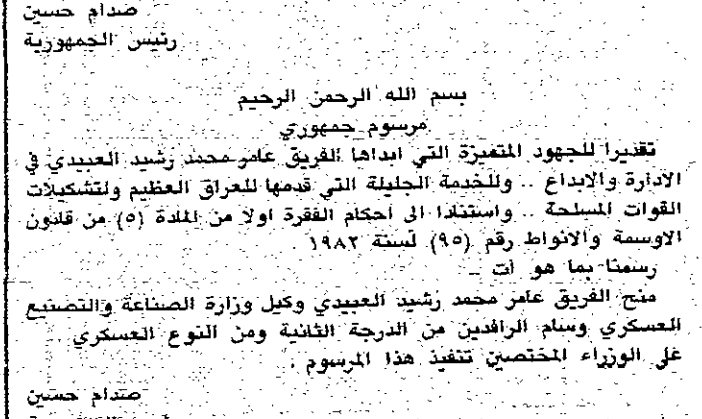 صدام حسين
رئيس الجمهورية
بسم الله الرحمن الرحيم
مرسوم جمهوري
تقديرا للجهود المتميزة التي ابداها الفريق عامر محمد رشيد العبيدي في
الادارة والابداع .. وللخدمة الجليلة التي قدمها للعراق العظيم ولتشكيلات
القوات المسلحة .. واستنادا الى أحكام الفقرة اولا من المادة (٥) من قانون
الاوسمة والانواط رقم (٩٥) لسنة ١٩٨٢ .
رسمنا بما هو آت -
منح الفريق عامر محمد رشيد العبيدي وكيل وزارة الصناعة والتصنيع
العسكري وسام الرافدين من الدرجة الثانية ومن النوع العسكري
على الوزراء المختصين تنفيذ هذا المرسوم .
صدام حسين